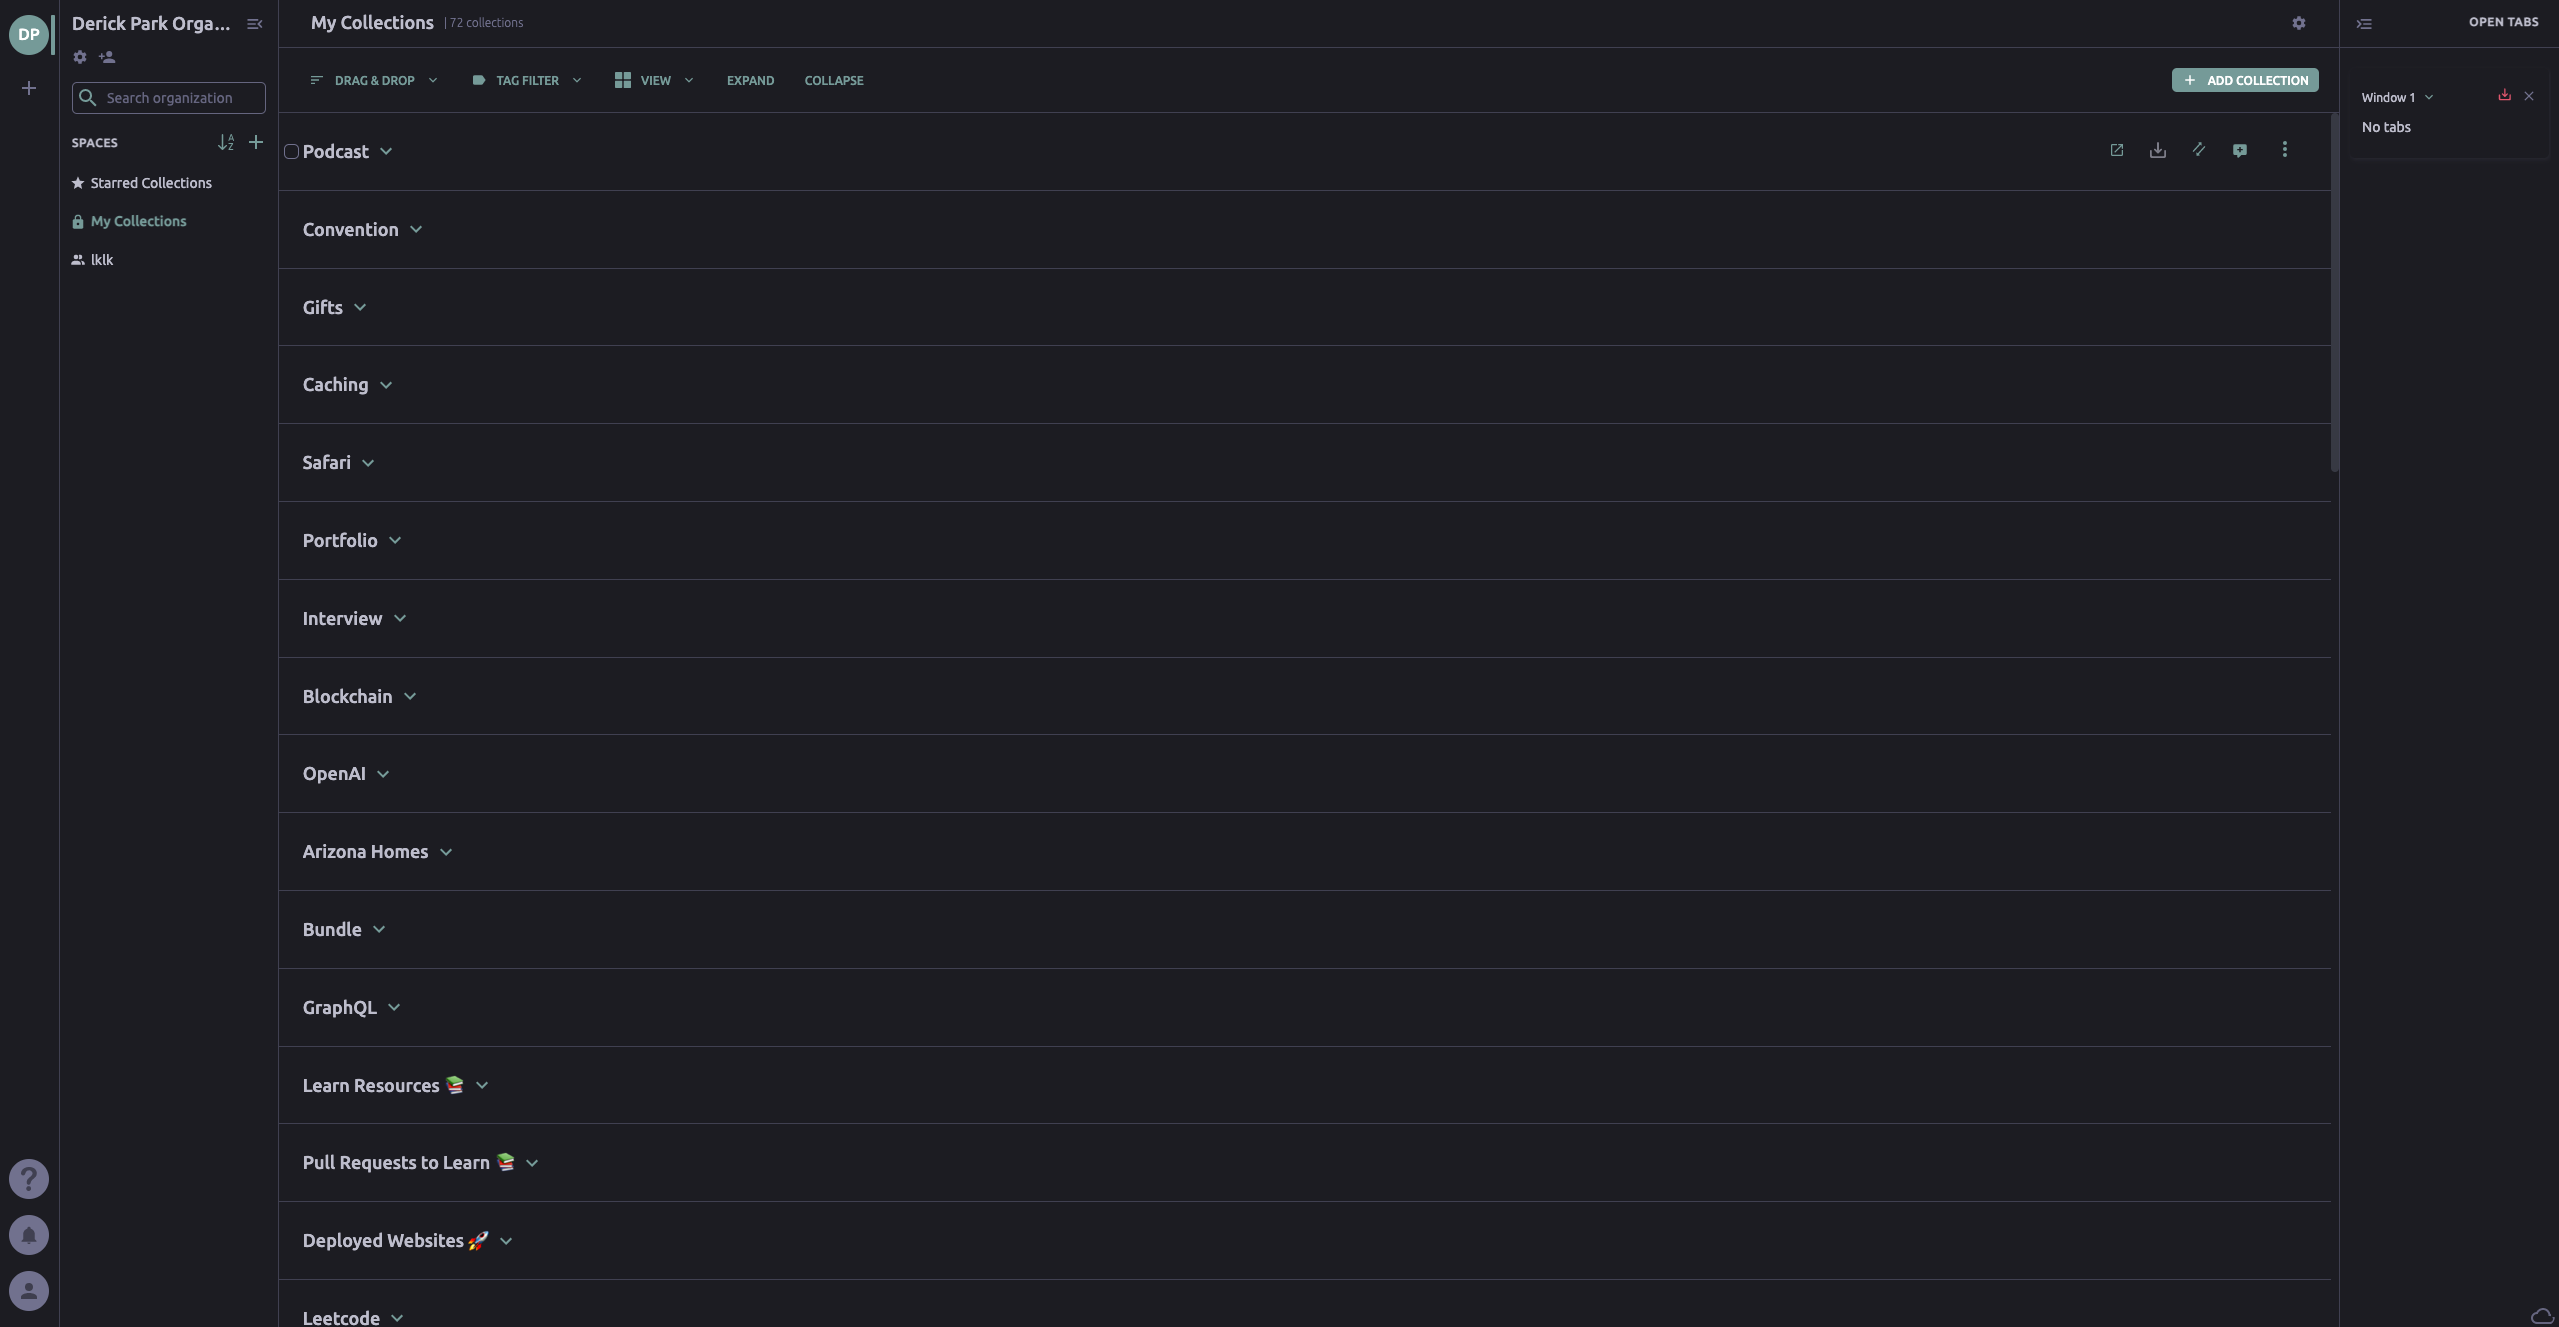 DP
Derick Park Orga...
Search organization
SPACES
Starred Collections
My Collections
lklk
My Collections | 72 collections
DRAG & DROP
TAG FILTER
VIEW
EXPAND
COLLAPSE
ADD COLLECTION
Podcast
Convention
Gifts
Caching
Safari
Portfolio
Interview
Blockchain
OpenAI
Arizona Homes
Bundle
GraphQL
Learn Resources 📚
Pull Requests to Learn 📚
Deployed Websites 🚀
Leetcode
OPEN TABS
Window 1
No tabs